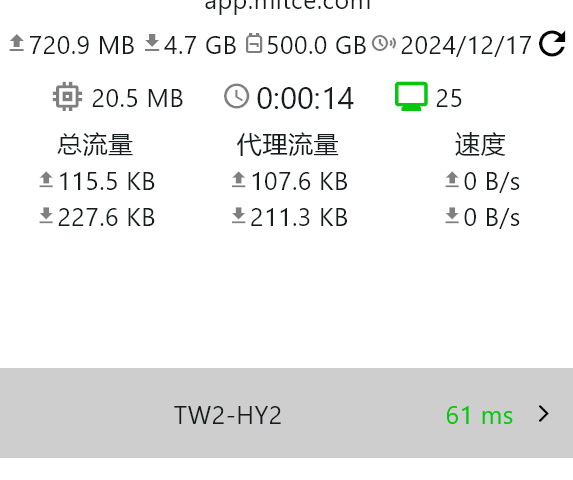 app.mitce.com
720.9 MB 4.7 GB 500.0 GB 2024/12/17
20.5 MB 0:00:14 25
总流量 代理流量 速度
115.5 KB 107.6 KB 0 B/s
227.6 KB 211.3 KB 0 B/s
TW2-HY2 61 ms